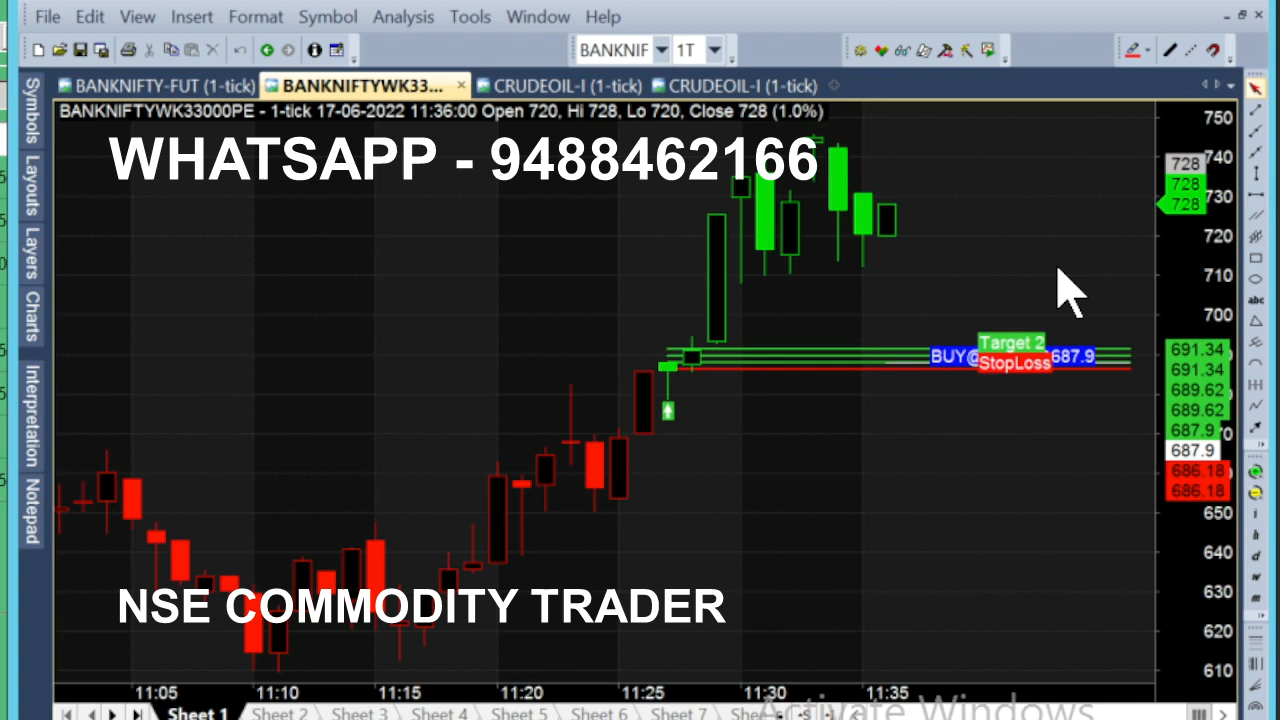 File Edit View Insert Format Symbol Analysis Tools Window Help
BANKNIF 1T
BANKNIFTY-FUT (1-tick) BANKNIFTYWK33... CRUDEOIL-I (1-tick) CRUDEOIL-I (1-tick)
BANKNIFTYWK33000PE - 1-tick 17-06-2022 11:36:00 Open 720, Hi 728, Lo 720, Close 728 (1.0%)
WHATSAPP - 9488462166
Symbols
Layouts
Layers
Charts
Interpretation
Notepad
750
740
728
728
730
728
720
710
700
Target 2
BUY@ 687.9
StopLoss
691.34
691.34
689.62
689.62
687.9
687.9
686.18
686.18
650
640
630
620
610
abc
NSE COMMODITY TRADER
11:05 11:10 11:15 11:20 11:25 11:30 11:35
Sheet 1 Sheet 2 Sheet 3 Sheet 4 Sheet 5 Sheet 6 Sheet 7
Activate Windows